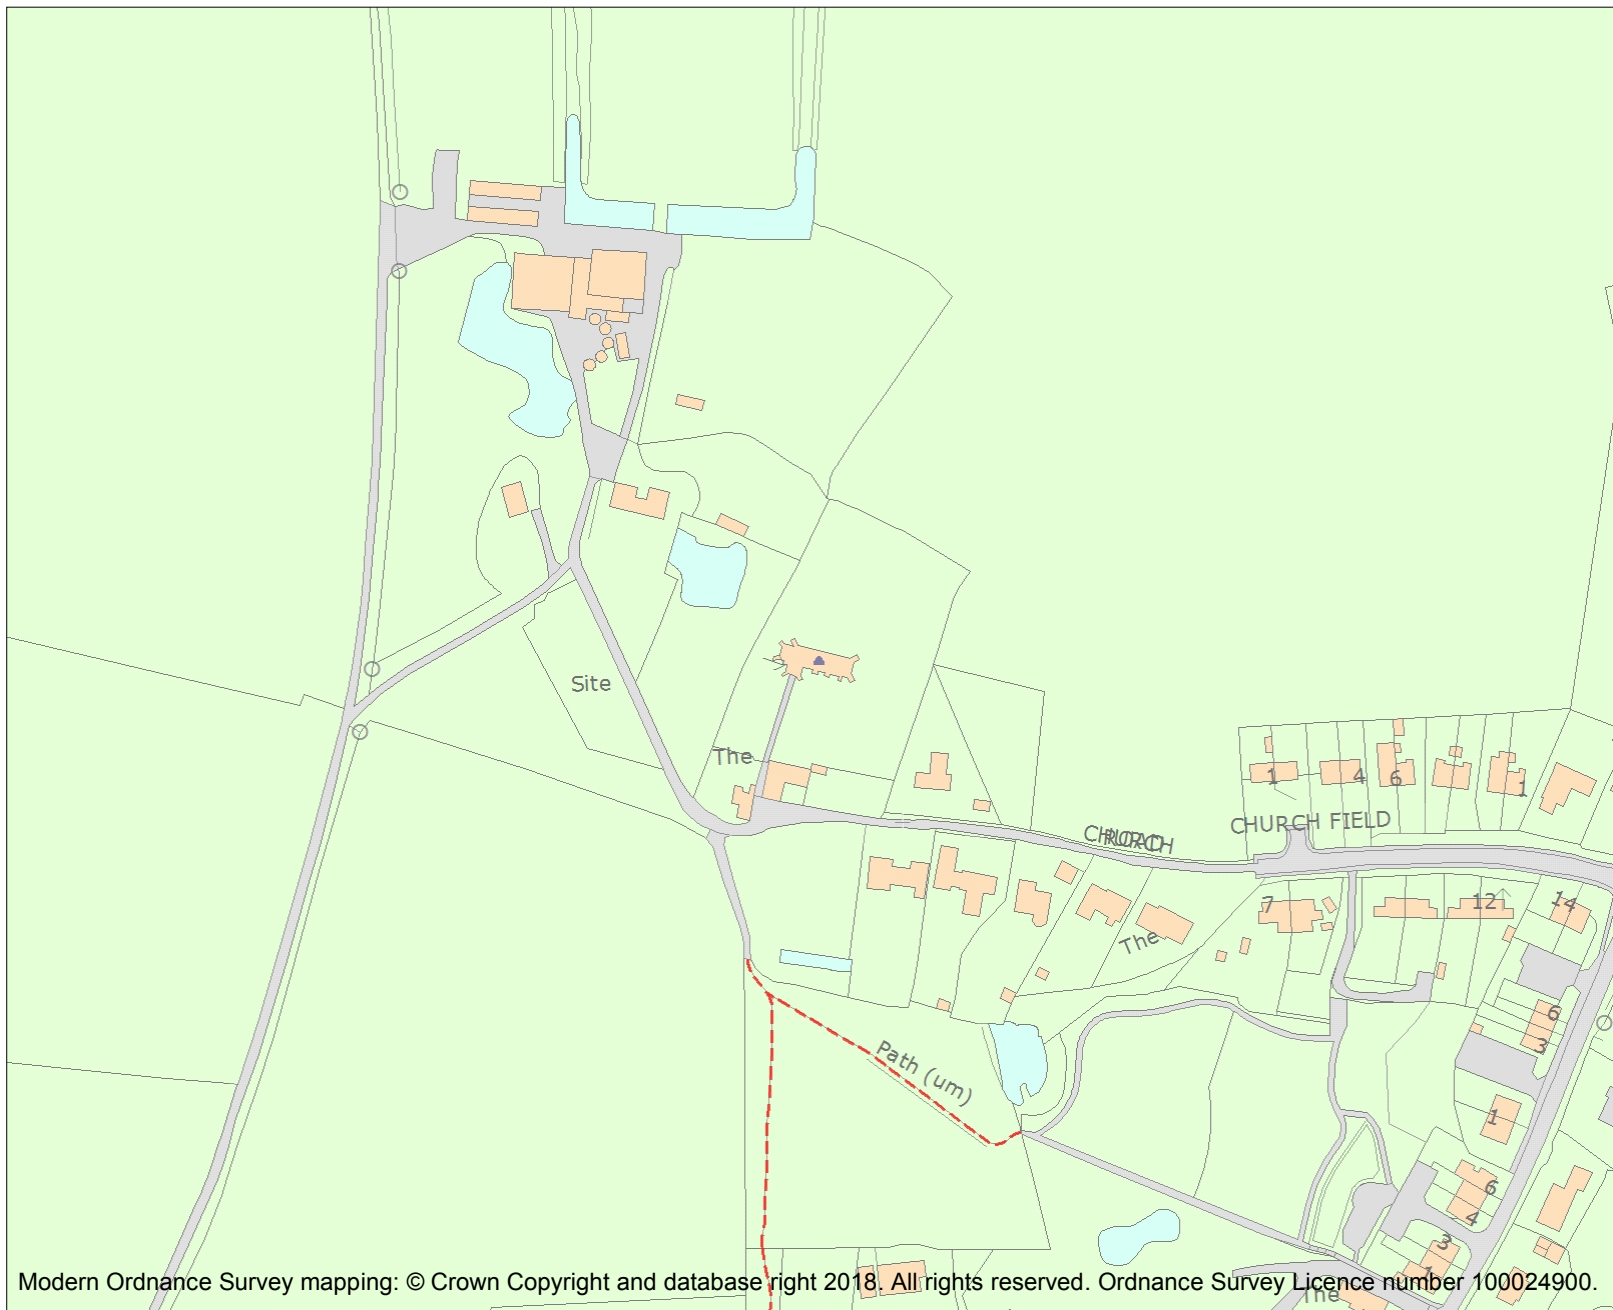 Site
The
CHURCH
ROAD
CHURCH FIELD
1
4
6
1
7
12
14
The
Path (um)
6
3
1
6
4
3
1
The
Modern Ordnance Survey mapping: © Crown Copyright and database right 2018. All rights reserved. Ordnance Survey Licence number 100024900.